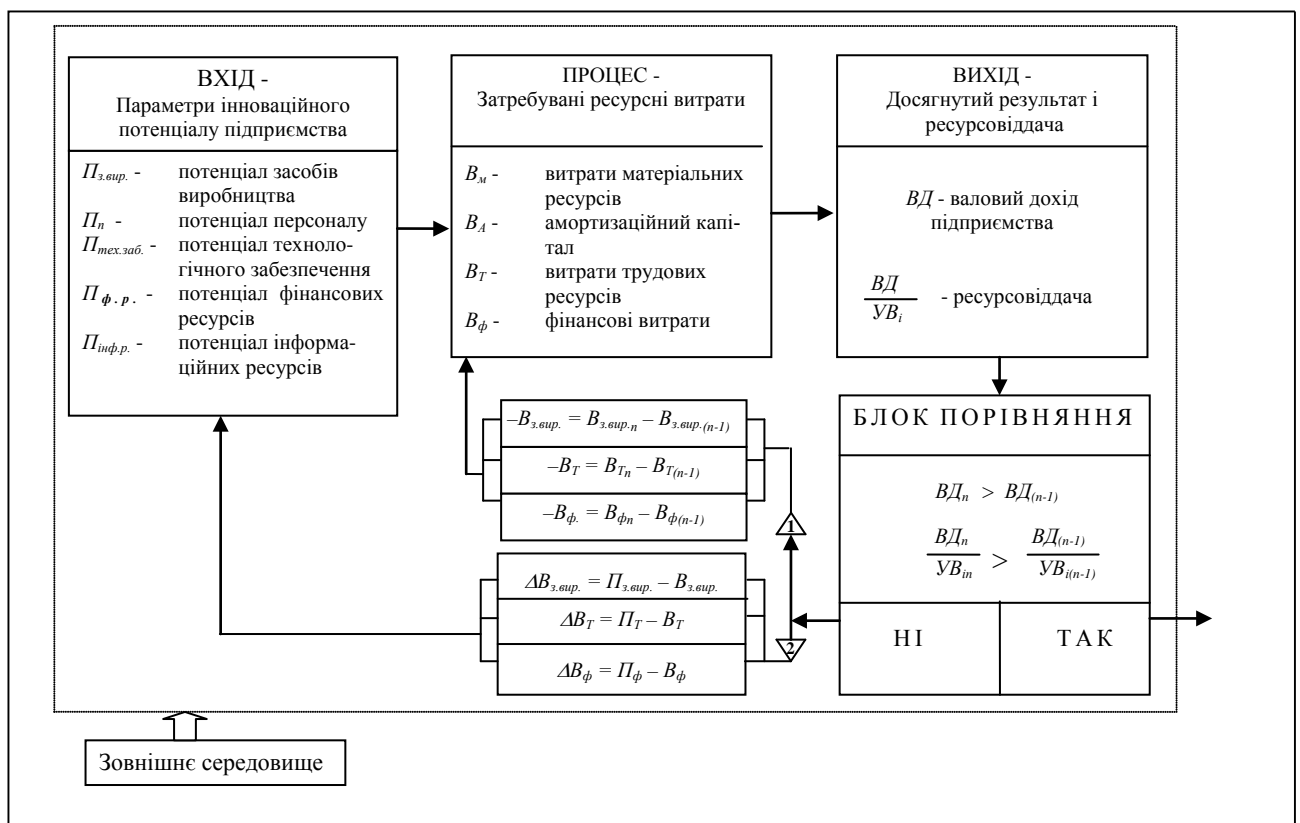 ВХІД -
Параметри інноваційного
потенціалу підприємства
П з.вир. - потенціал засобів
виробництва
П п - потенціал персоналу
П тех.заб. - потенціал техноло-
гічного забезпечення
П ф.р. - потенціал фінансових
ресурсів
П інф.р. - потенціал інформа-
ційних ресурсів
ПРОЦЕС -
Затребувані ресурсні витрати
В м - витрати матеріальних
ресурсів
В А - амортизаційний капі-
тал
В Т - витрати трудових
ресурсів
В ф - фінансові витрати
ВИХІД -
Досягнутий результат і
ресурсовіддача
ВД - валовий дохід
підприємства
ВД
УВ i
- ресурсовіддача
–В з.вир. = В з.вир.п – В з.вир.(n-1)
–В Т = В Тп – В Т(n-1)
–В ф. = В фп – В ф(n-1)
1
ΔВ з.вир. = П з.вир. – В з.вир.
ΔВ Т = П Т – В Т
ΔВ ф = П ф – В ф
2
БЛОК ПОРІВНЯННЯ
ВД n > ВД (n-1)
ВД n > ВД (n-1)
УВ in УВ i(n-1)
НІ ТАК
Зовнішнє середовище